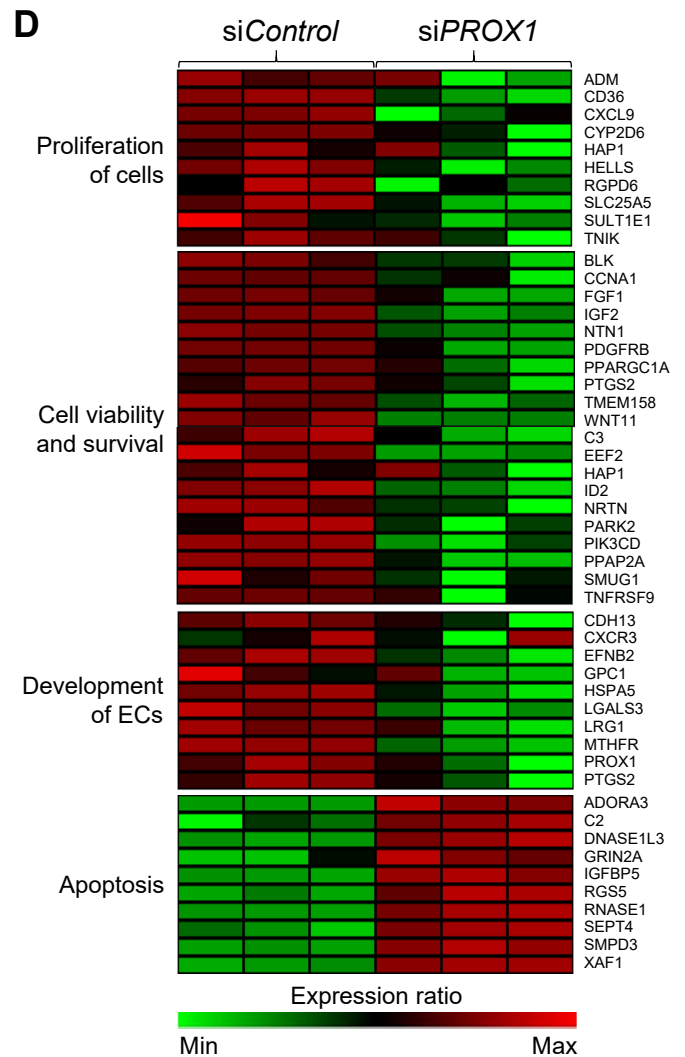 D
siControl siPROX1
Proliferation
of cells
ADM
CD36
CXCL9
CYP2D6
HAP1
HELLS
RGPD6
SLC25A5
SULT1E1
TNIK
Cell viability
and survival
BLK
CCNA1
FGF1
IGF2
NTN1
PDGFRB
PPARGC1A
PTGS2
TMEM158
WNT11
C3
EEF2
HAP1
ID2
NRTN
PARK2
PIK3CD
PPAP2A
SMUG1
TNFRSF9
Development
of ECs
CDH13
CXCR3
EFNB2
GPC1
HSPA5
LGALS3
LRG1
MTHFR
PROX1
PTGS2
Apoptosis
ADORA3
C2
DNASE1L3
GRIN2A
IGFBP5
RGS5
RNASE1
SEPT4
SMPD3
XAF1
Expression ratio
Min Max